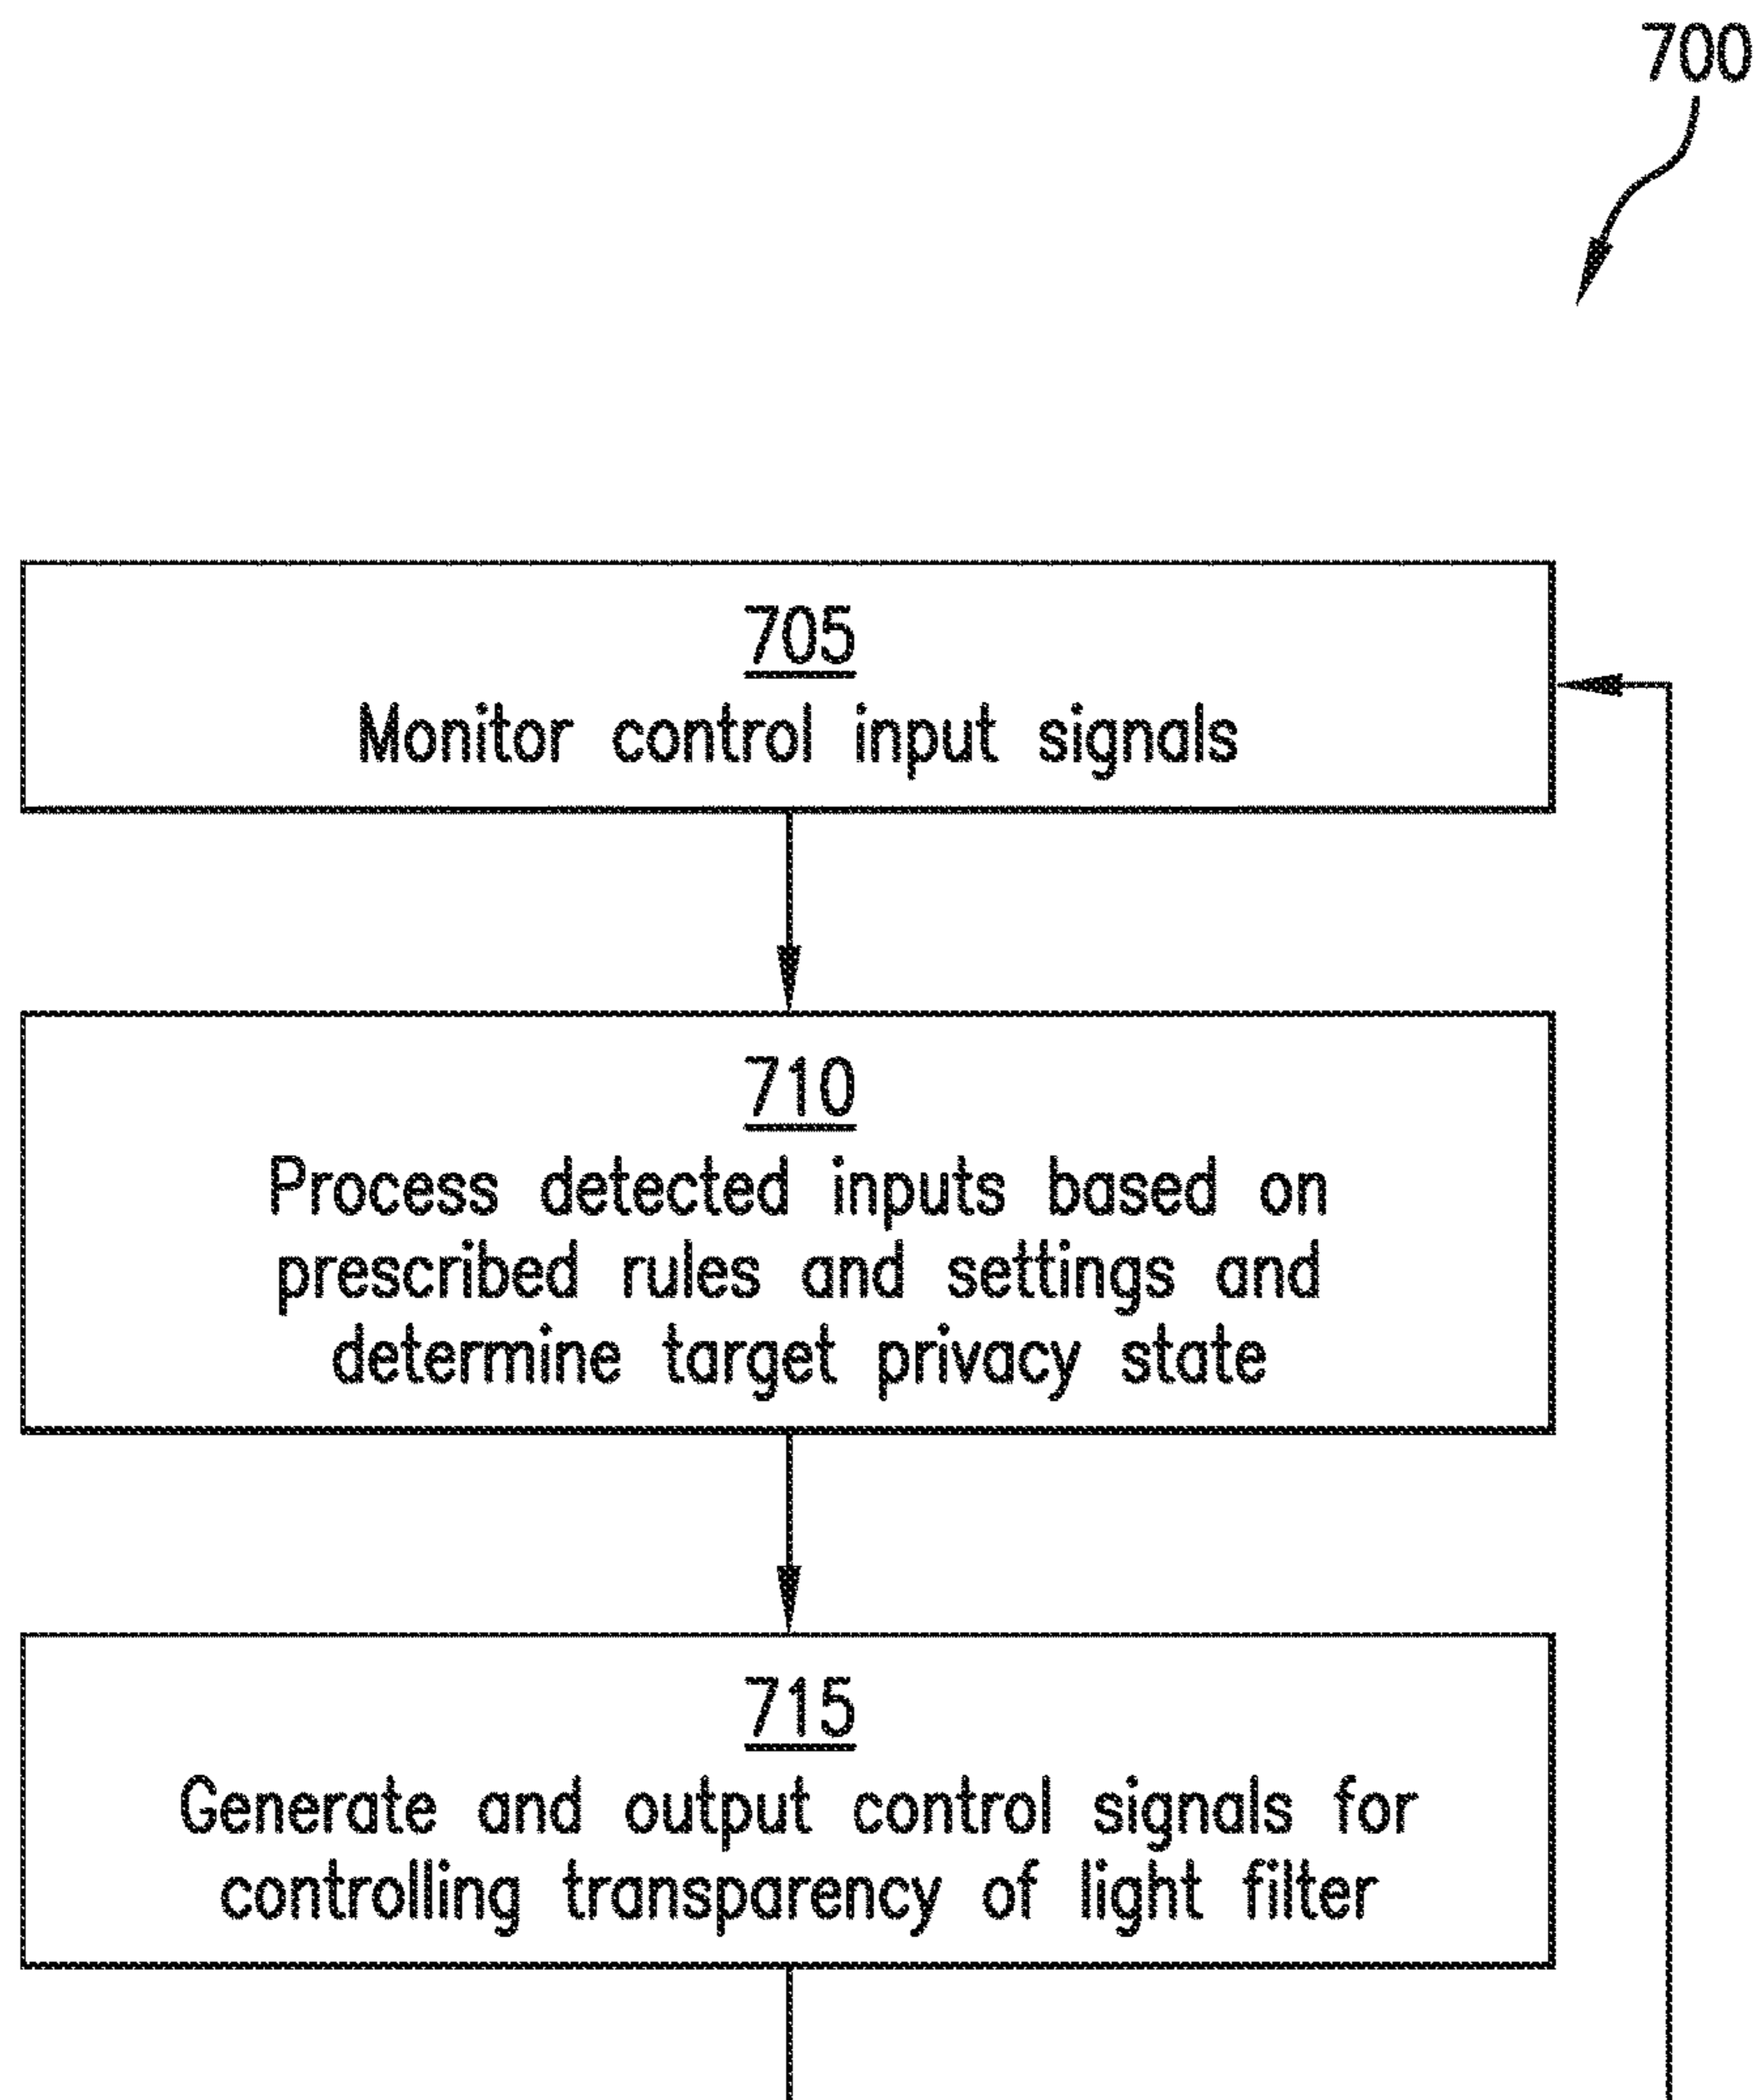 700
705
Monitor control input signals
710
Process detected inputs based on
prescribed rules and settings and
determine target privacy state
715
Generate and output control signals for
controlling transparency of light filter